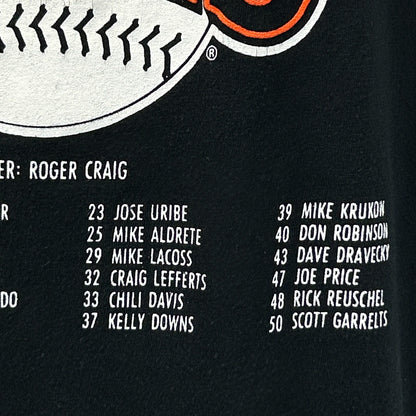 ®
ER: ROGER CRAIG
R
DO
23 JOSE URIBE
25 MIKE ALDRETE
29 MIKE LACOSS
32 CRAIG LEFFERTS
33 CHILI DAVIS
37 KELLY DOWNS
39 MIKE KRUKON
40 DON ROBINSON
43 DAVE DRAVECKY
47 JOE PRICE
48 RICK REUSCHEL
50 SCOTT GARRELTS